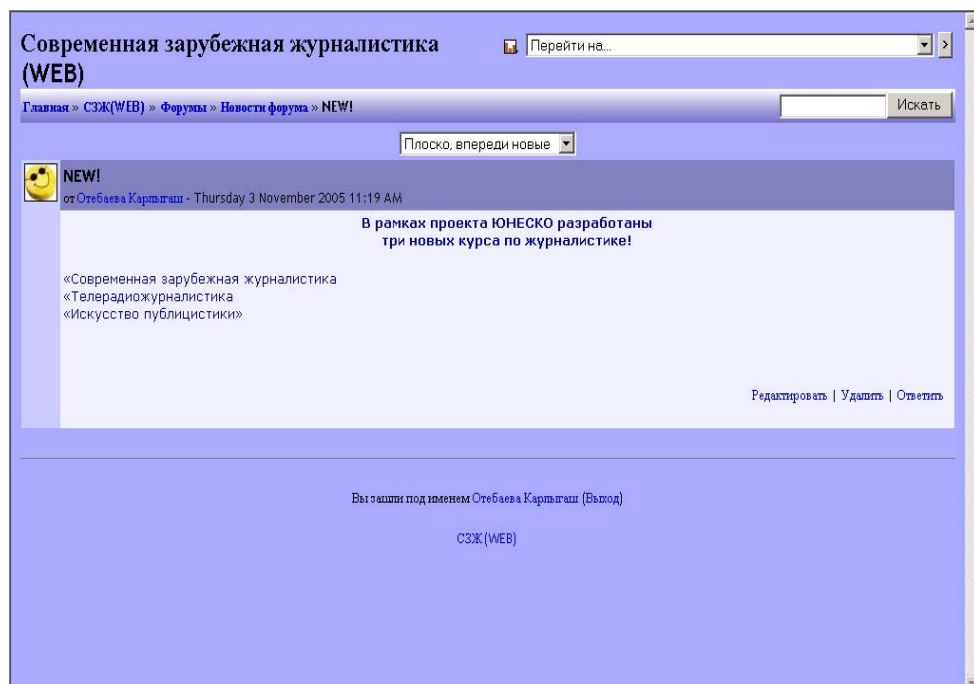 Современная зарубежная журналистика
(WEB)
Перейти на...
Главная » СЗЖ(WEB) » Форумы » Новости форума » NEW!
Искать
Плоско, впереди новые
NEW!
от Отебаева Карлыгаш - Thursday 3 November 2005 11:19 AM
В рамках проекта ЮНЕСКО разработаны
три новых курса по журналистике!
«Современная зарубежная журналистика
«Телерадиожурналистика
«Искусство публицистики»
Редактировать | Удалить | Ответить
Вы зашли под именем Отебаева Карлыгаш (Выход)
СЗЖ(WEB)